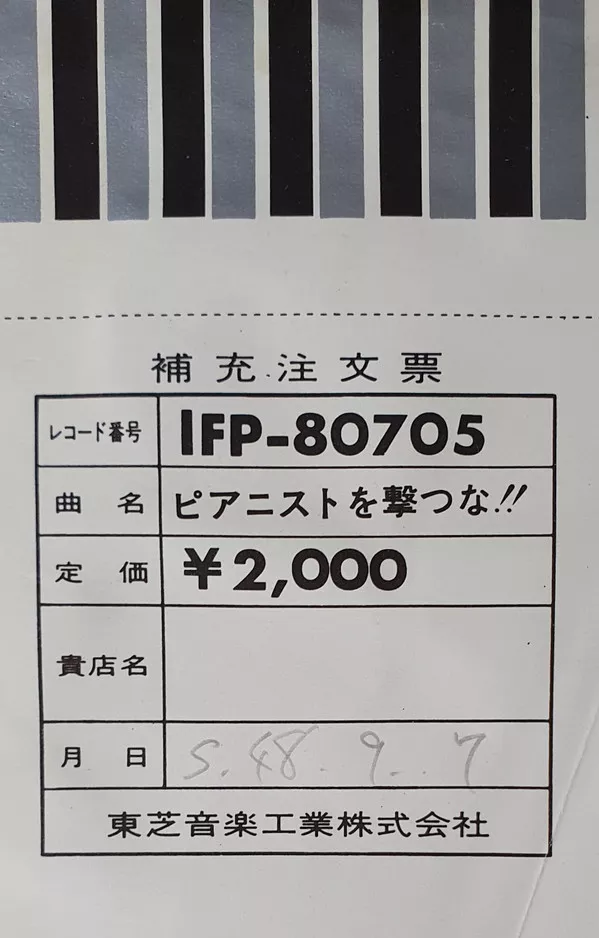 補充注文票
レコード番号 IFP-80705
曲名 ピアニストを撃つな!!
定価 ¥2,000
貴店名
月日 S.48.9.7
東芝音楽工業株式会社